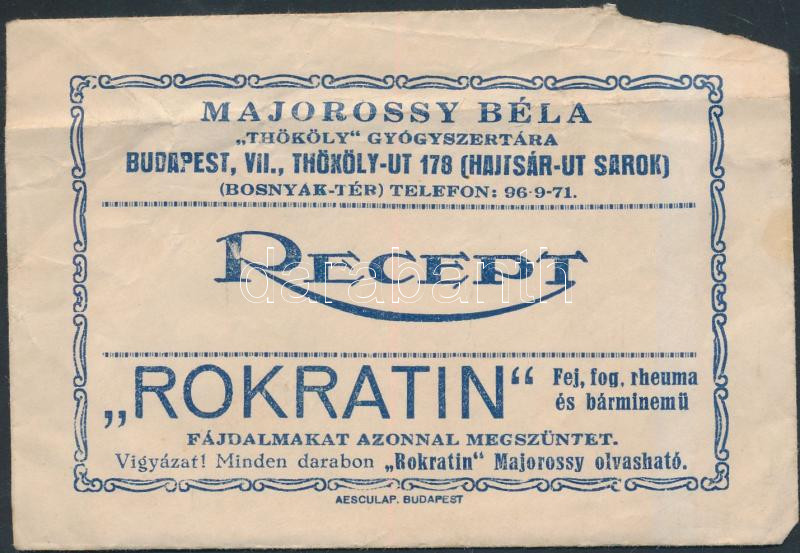 MAJOROSSY BÉLA
„THÖKÖLY" GYÓGYSZERTÁRA
BUDAPEST, VII., THÖKÖLY-UT 178 (HAJTSÁR-UT SAROK)
(BOSNYAK-TÉR) TELEFON: 96-9-71.
RECEPT
darabanth
„ROKRATIN" Fej, fog, rheuma
és bárminemü
FÁJDALMAKAT AZONNAL MEGSZÜNTET.
Vigyázat! Minden darabon „Rokratin" Majorossy olvasható.
AESCULAP. BUDAPEST